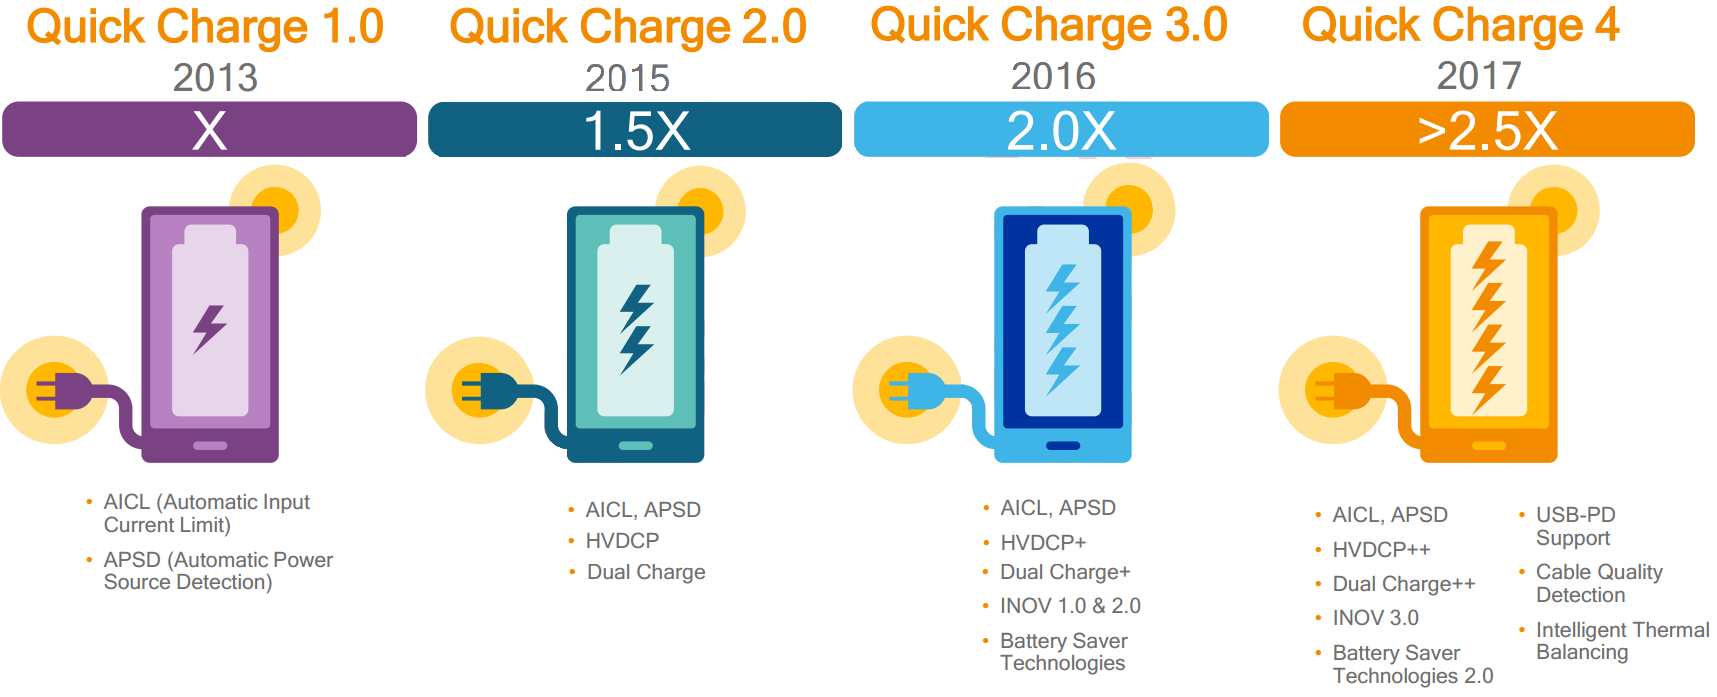 Quick Charge 1.0
2013
X
• AICL (Automatic Input
Current Limit)
• APSD (Automatic Power
Source Detection)
Quick Charge 2.0
2015
1.5X
• AICL, APSD
• HVDCP
• Dual Charge
Quick Charge 3.0
2016
2.0X
• AICL, APSD
• HVDCP+
• Dual Charge+
• INOV 1.0 & 2.0
• Battery Saver
Technologies
Quick Charge 4
2017
>2.5X
• AICL, APSD
• HVDCP++
• Dual Charge++
• INOV 3.0
• Battery Saver
Technologies 2.0
• USB-PD
Support
• Cable Quality
Detection
• Intelligent Thermal
Balancing